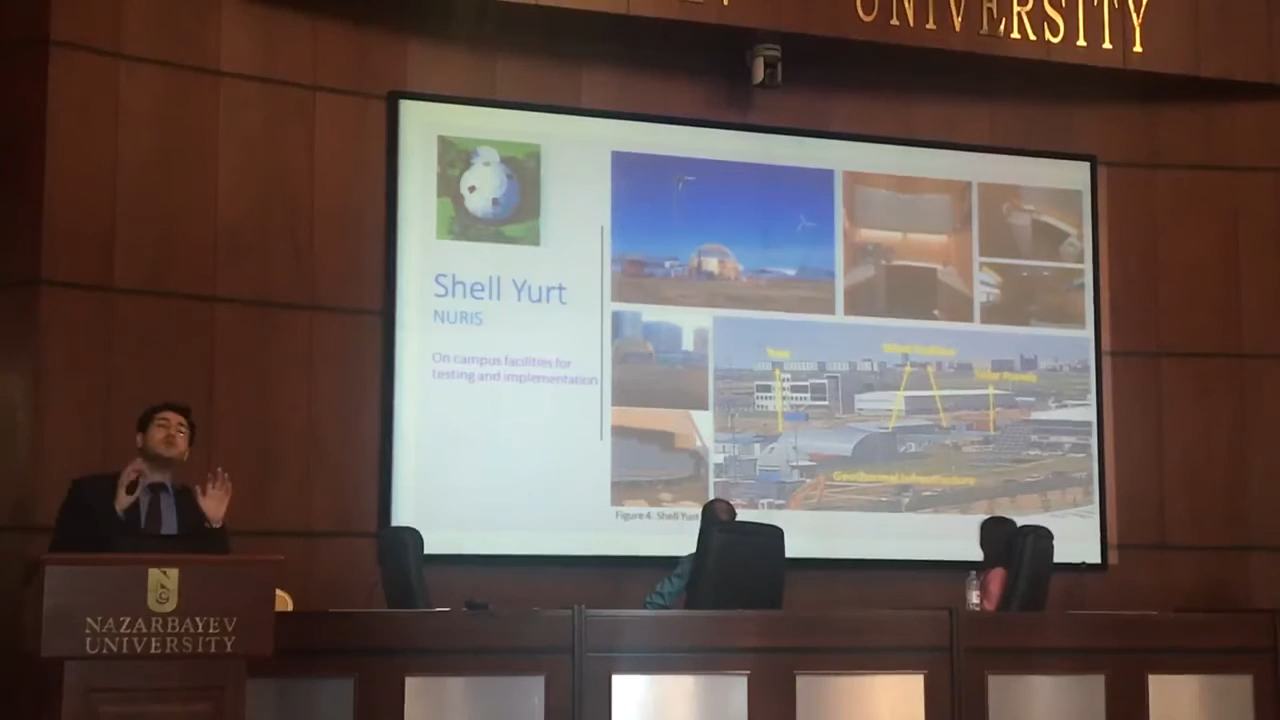 UNIVERSITY
Shell Yurt
NURIS
On campus facilities for
testing and implementation
Geothermal Infrastructure
Figure 4. Shell Yurt
NAZARBAYEV
UNIVERSITY